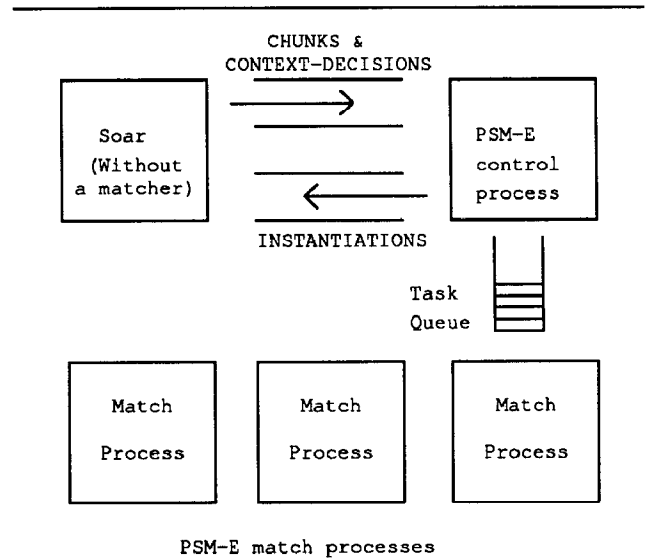 CHUNKS &
CONTEXT-DECISIONS
Soar
(Without
a matcher)
PSM-E
control
process
INSTANTIATIONS
Task
Queue
Match
Process
Match
Process
Match
Process
PSM-E match processes